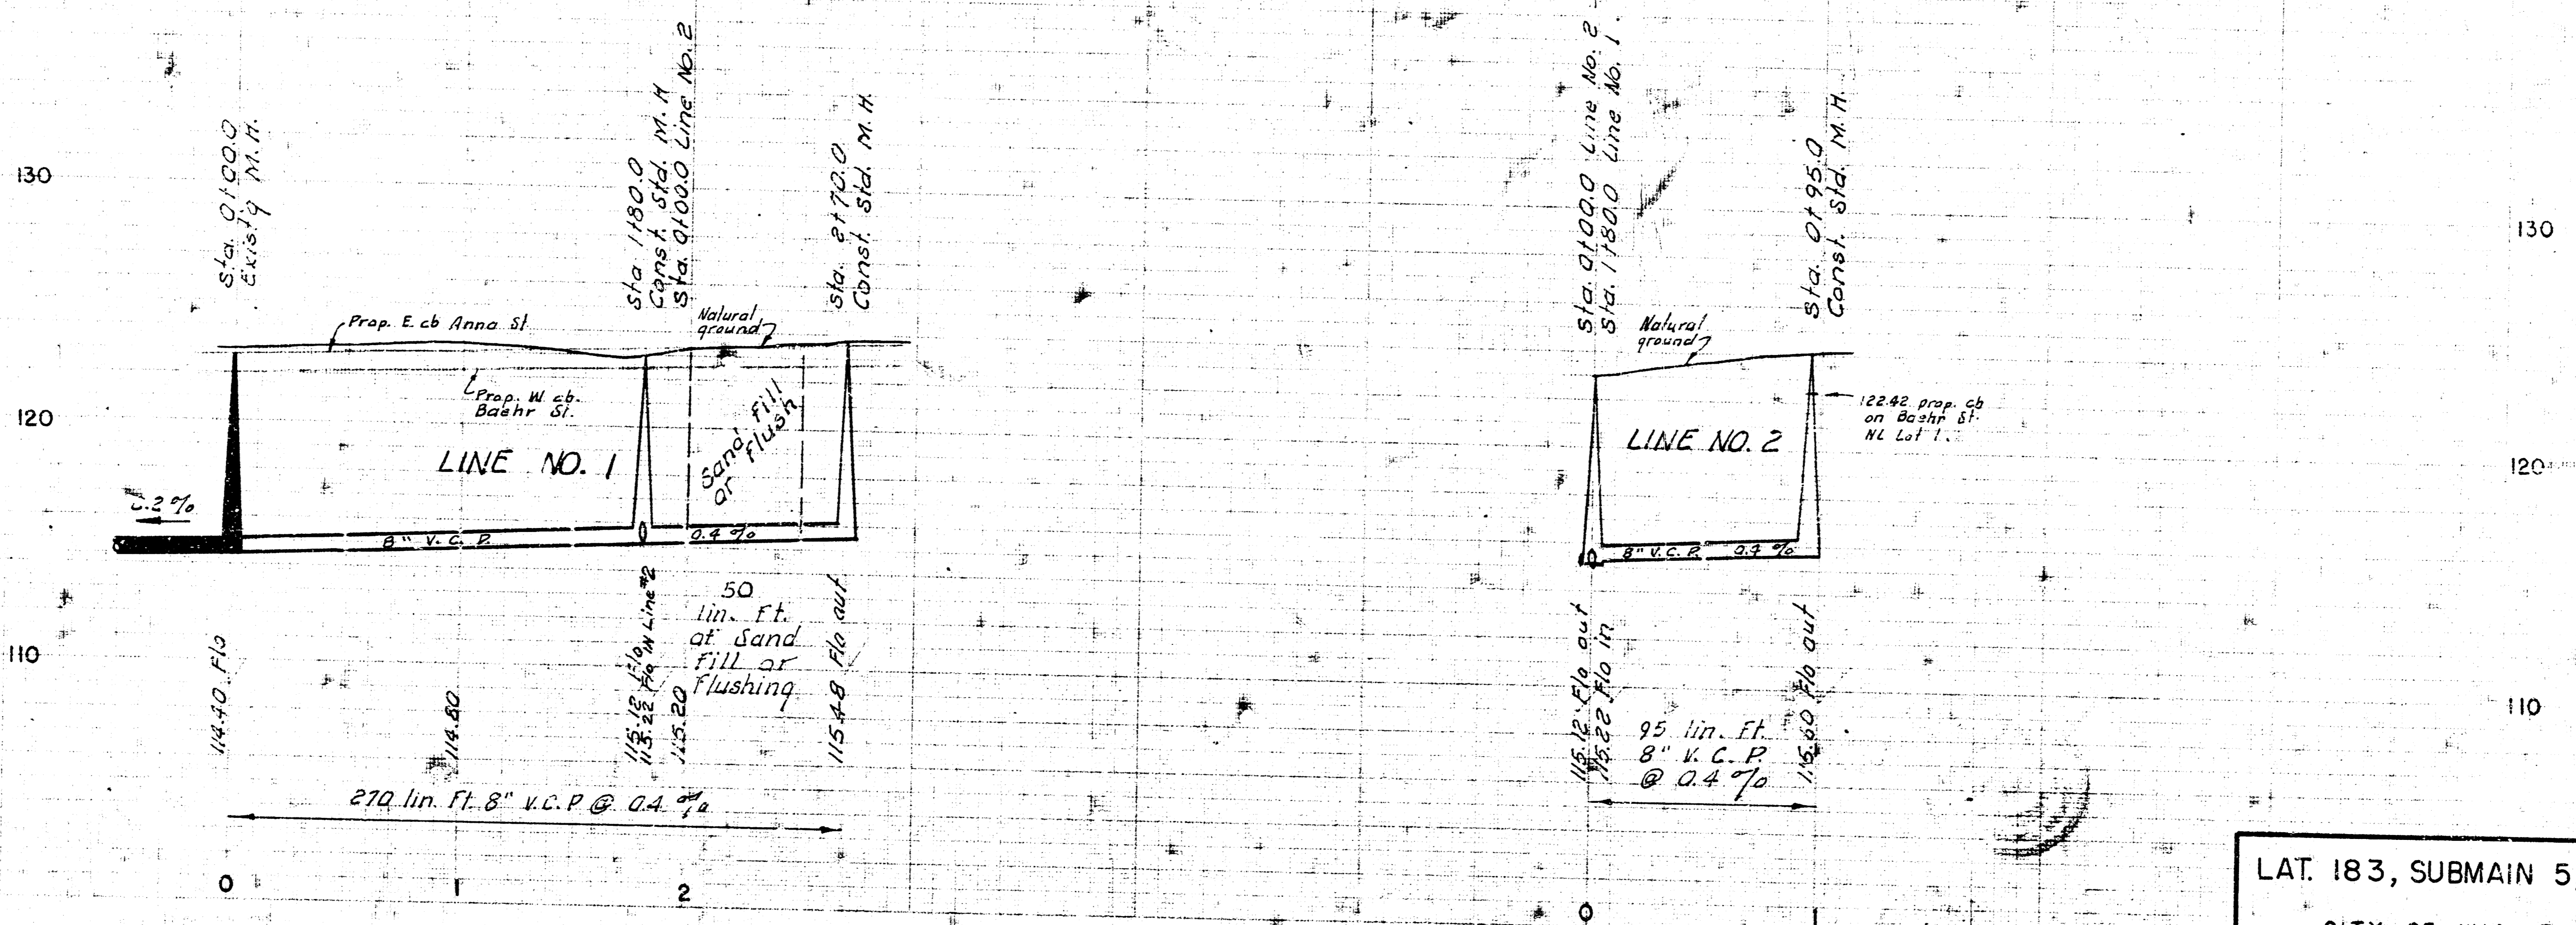 Sta. 0+00.0
Exist'g M.H.
Sta 1+80.0
Const. Std. M.H
Sta. 0+00.0 Line No. 2
Sta. 2+70.0
Const. Std. M.H.
Sta. 0+00.0 Line No. 2
Sta. 1+80.0 Line No. 1.
Sta. 0+95.0
Const. Std. M.H.
130
130
Prop. E. cb Anna St
Natural
ground
Natural
ground
Prop. W. cb.
Baehr St.
Sand fill
or flush
122.42 prop. cb
on Baehr St.
NL Lot 1.
120
120
LINE NO. 1
LINE NO. 2
0.2 %
8" V.C.P.
0.4 %
8" V.C.P. 0.4 %
50
lin. Ft.
of Sand
fill or
flushing
110
110
114.40 Flo
114.80
115.12 Flo
115.22 Flo IN Line #2
115.20
115.48 Flo out
115.12 Flo out
115.22 Flo in
115.60 Flo out
95 lin. Ft.
8" V.C.P.
@ 0.4 %
270 lin. Ft 8" V.C.P @ 0.4 %
0
1
2
0
1
LAT. 183, SUBMAIN 5